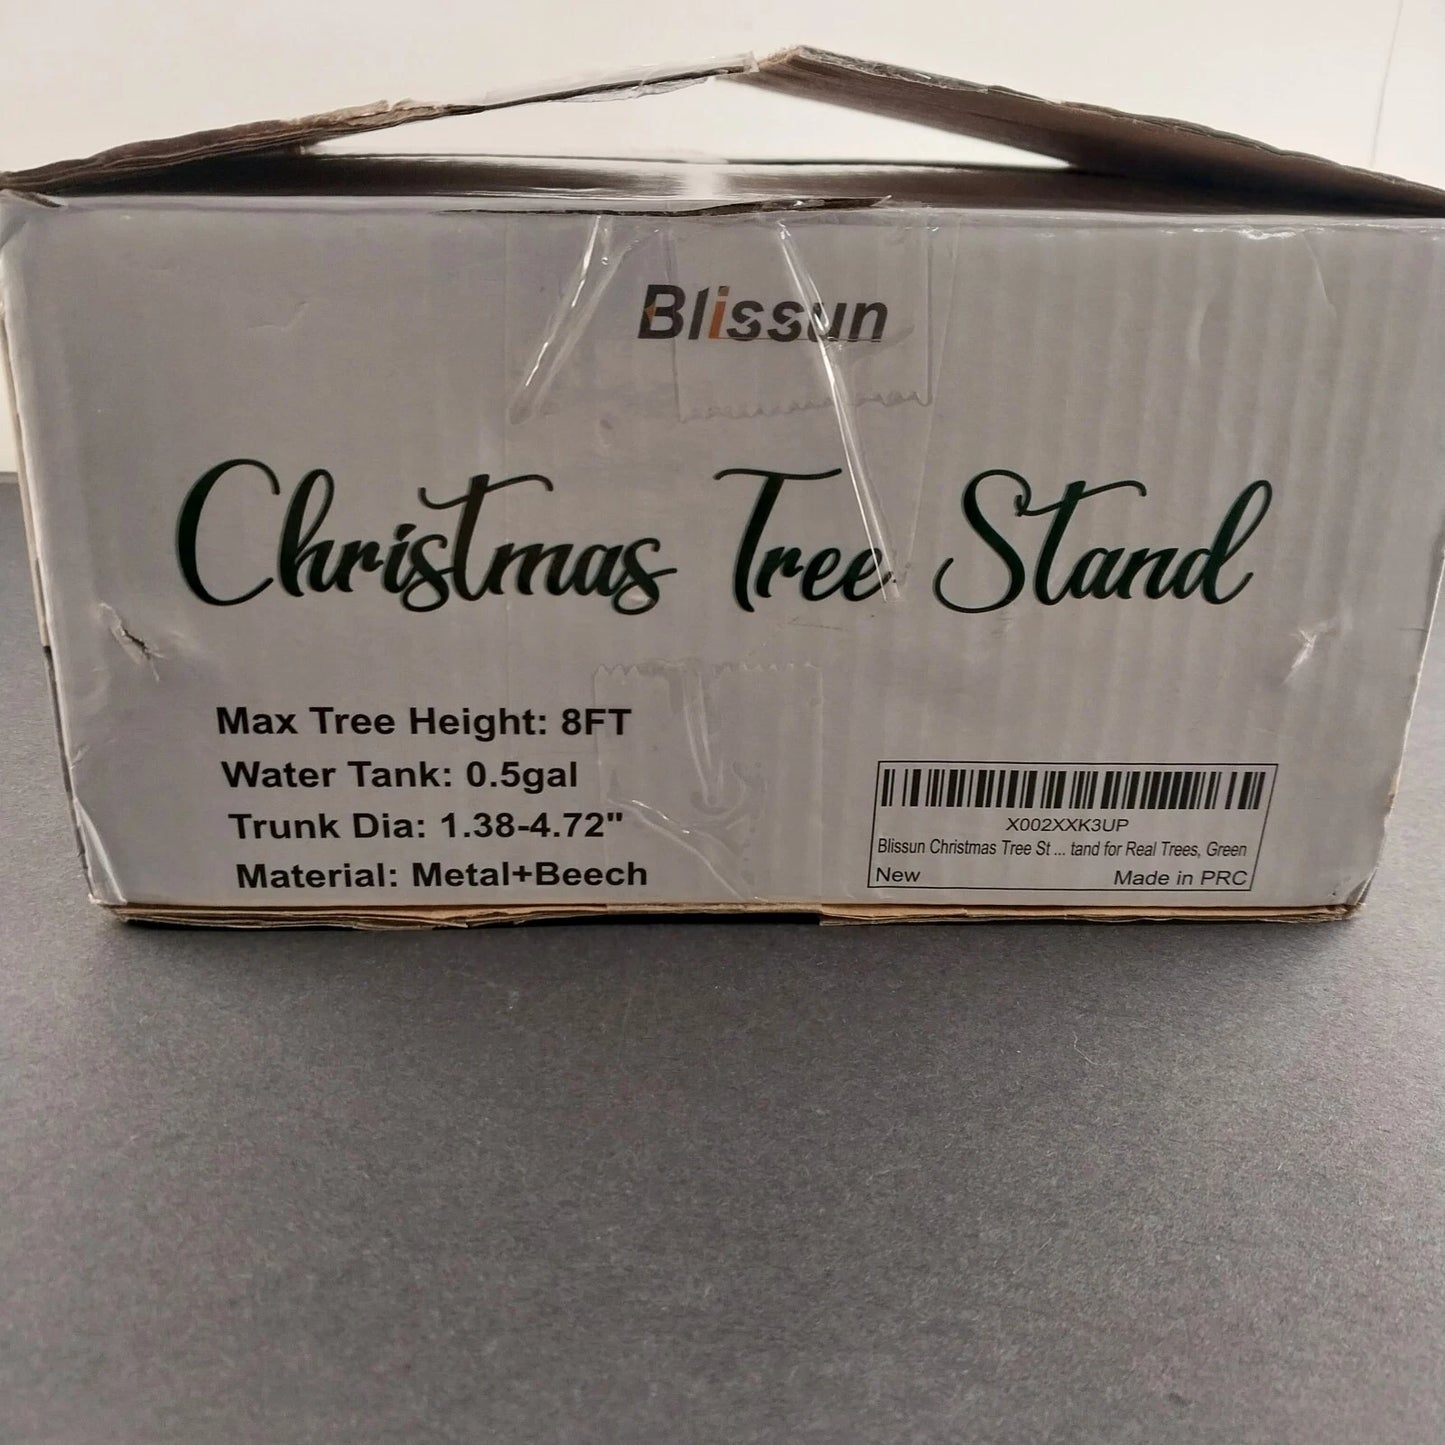 Blissun
Christmas Tree Stand
Max Tree Height: 8FT
Water Tank: 0.5gal
Trunk Dia: 1.38-4.72"
Material: Metal+Beech
X002XXK3UP
Blissun Christmas Tree St ... tand for Real Trees, Green
New Made in PRC